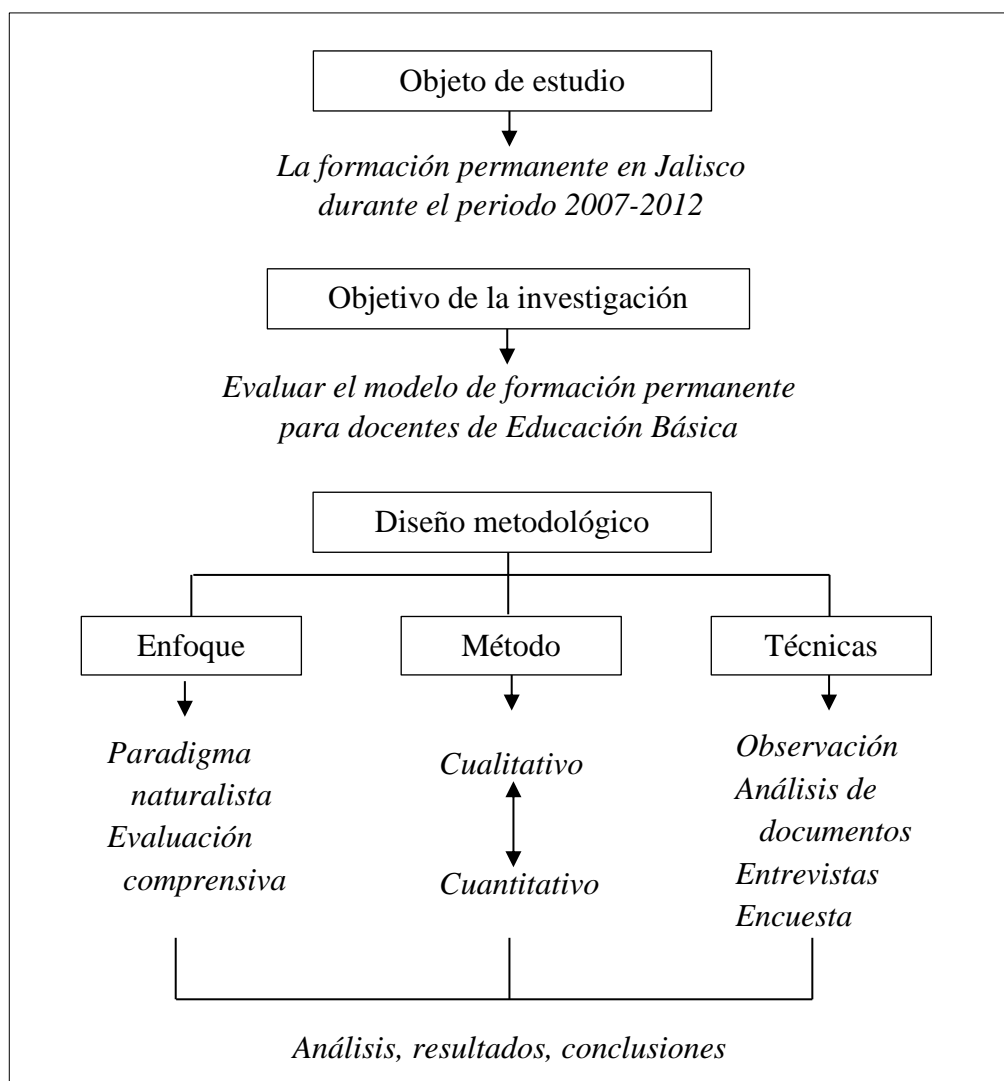 Objeto de estudio
La formación permanente en Jalisco
durante el periodo 2007-2012
Objetivo de la investigación
Evaluar el modelo de formación permanente
para docentes de Educación Básica
Diseño metodológico
Enfoque
Método
Técnicas
Paradigma
naturalista
Evaluación
comprensiva
Cualitativo
Cuantitativo
Observación
Análisis de
documentos
Entrevistas
Encuesta
Análisis, resultados, conclusiones